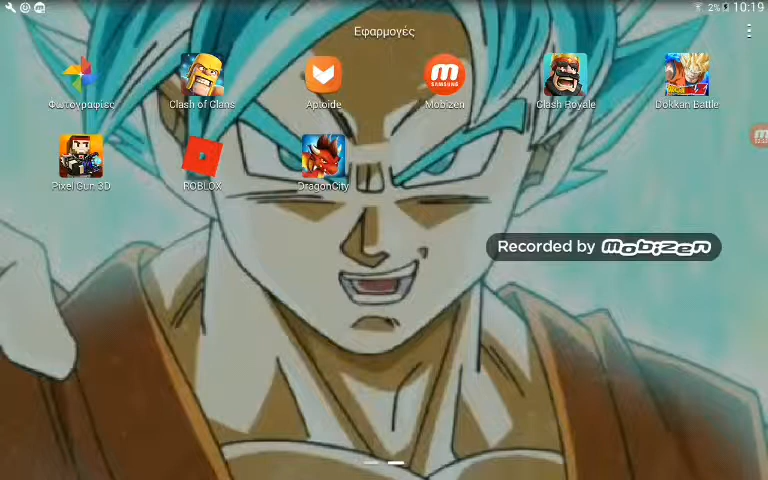 2% 10:19
Εφαρμογές
Φωτογραφίες
Clash of Clans
Aptoide
Mobizen
Clash Royale
Dokkan Battle
Pixel Gun 3D
ROBLOX
DragonCity
Recorded by mobizen